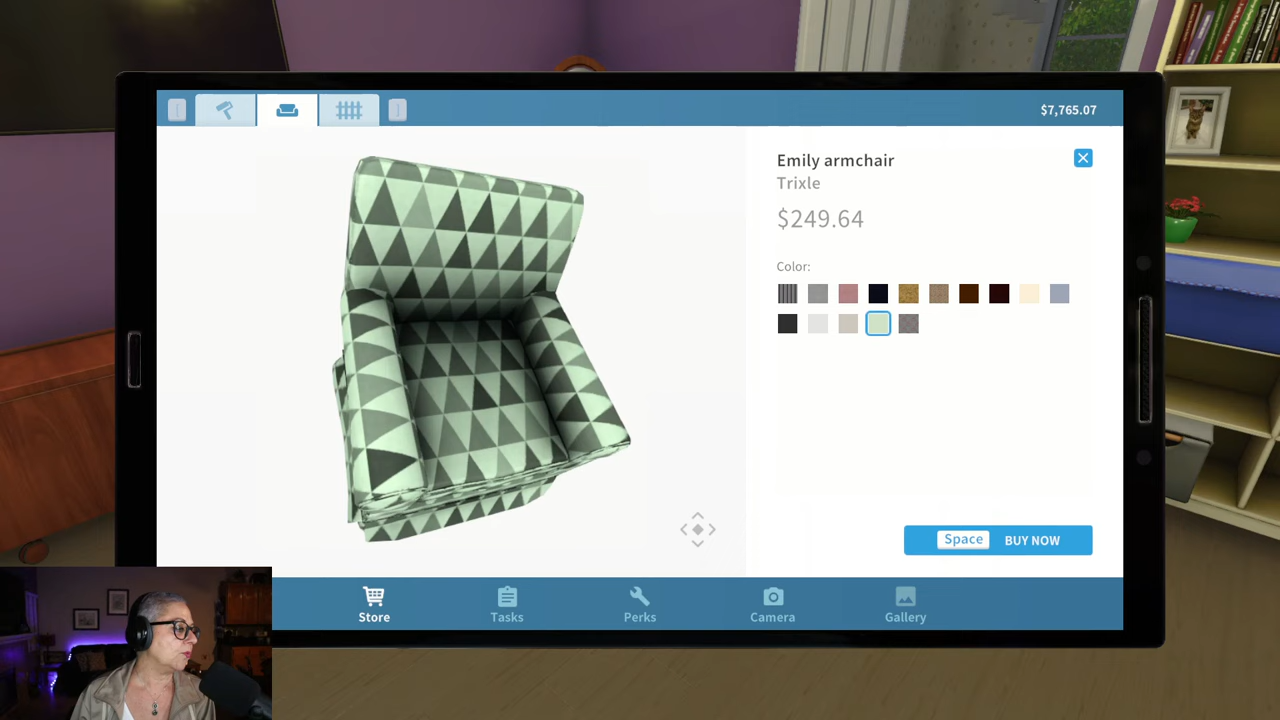 $7,765.07
Emily armchair
Trixle
$249.64
Color:
Space BUY NOW
Store Tasks Perks Camera Gallery